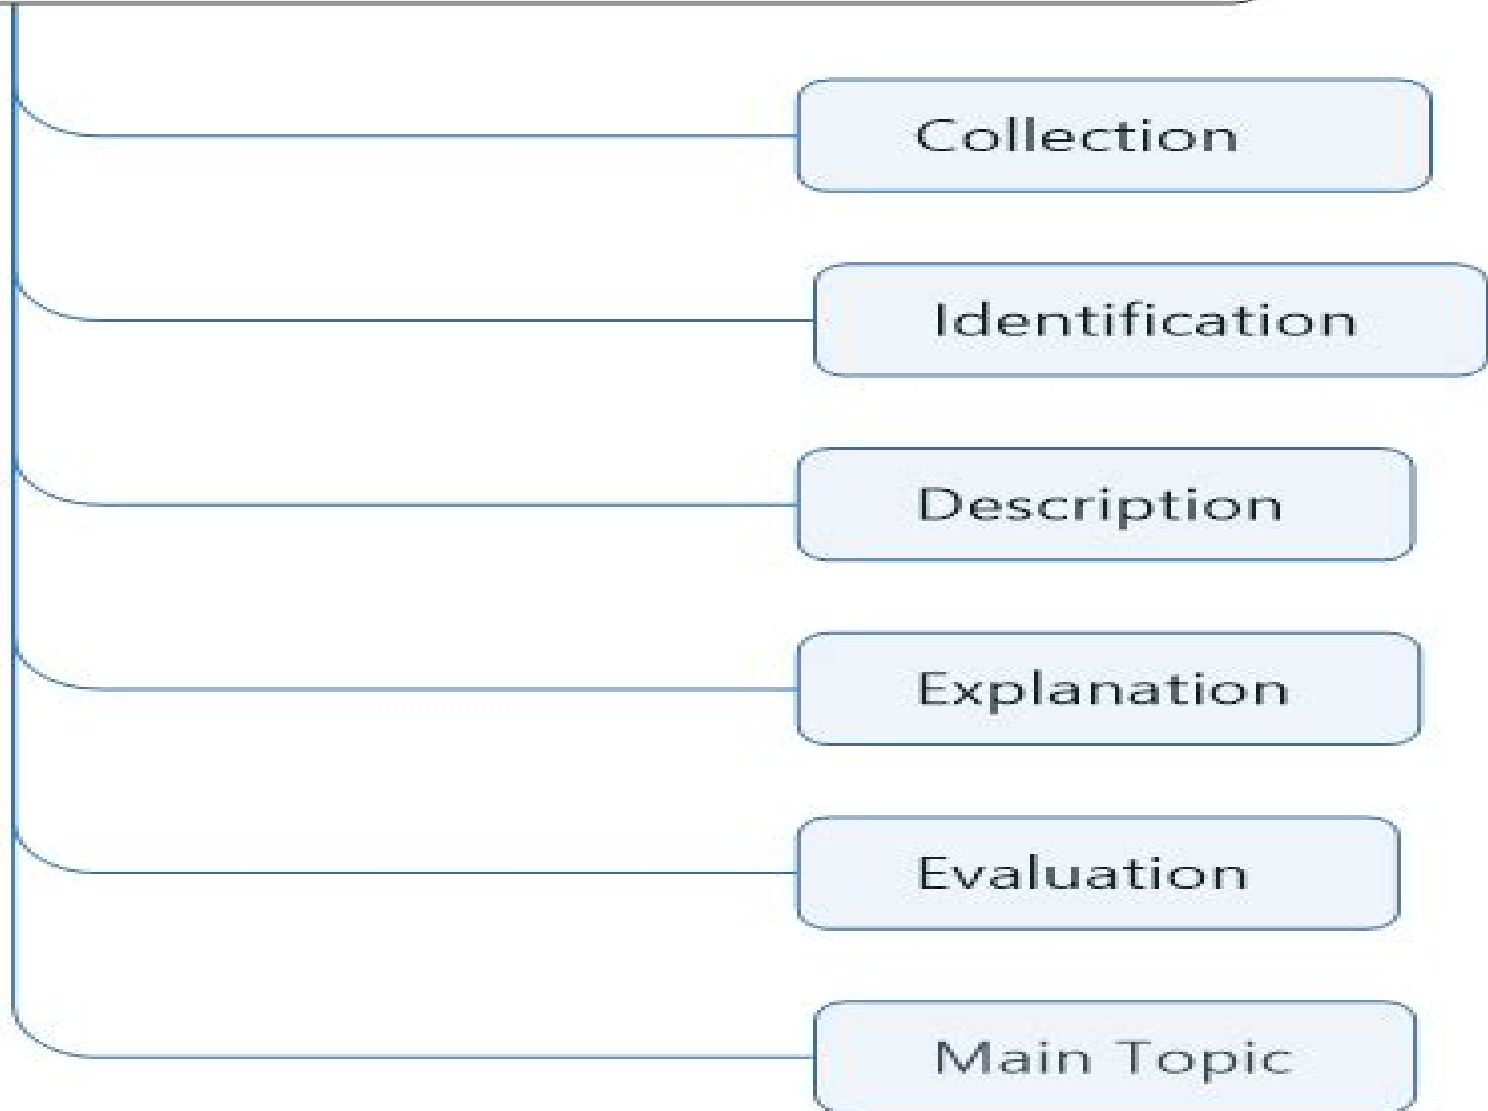 Collection
Identification
Description
Explanation
Evaluation
Main Topic